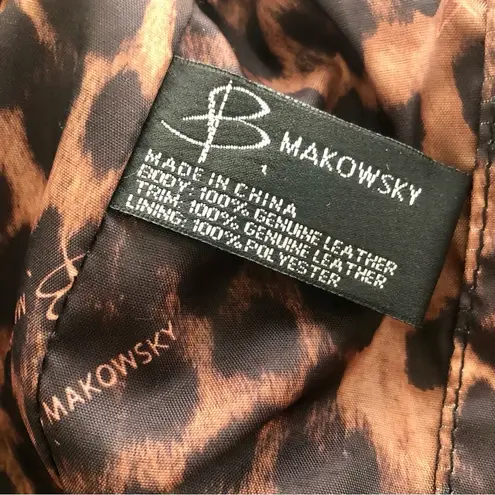 B MAKOWSKY
MADE IN CHINA
BODY: 100% GENUINE LEATHER
TRIM: 100% GENUINE LEATHER
LINING: 100% POLYESTER
B
MAKOWSKY